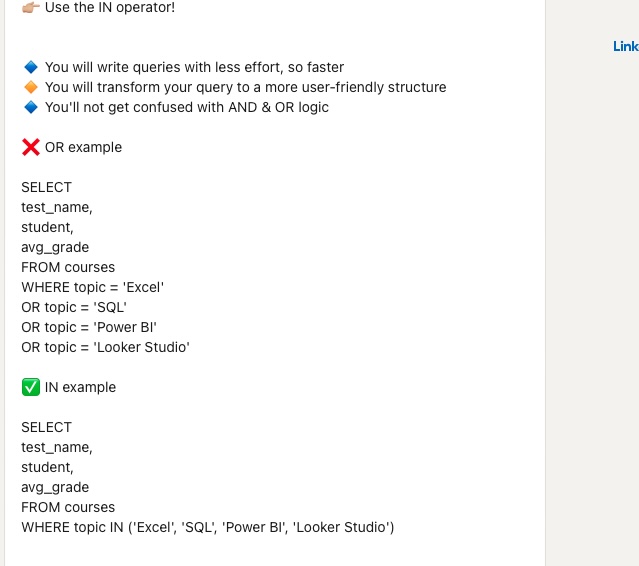 👉🏼 Use the IN operator!
🔷 You will write queries with less effort, so faster
🔶 You will transform your query to a more user-friendly structure
🔷 You'll not get confused with AND & OR logic
❌ OR example
SELECT
test_name,
student,
avg_grade
FROM courses
WHERE topic = 'Excel'
OR topic = 'SQL'
OR topic = 'Power BI'
OR topic = 'Looker Studio'
✅ IN example
SELECT
test_name,
student,
avg_grade
FROM courses
WHERE topic IN ('Excel', 'SQL', 'Power BI', 'Looker Studio')
Link